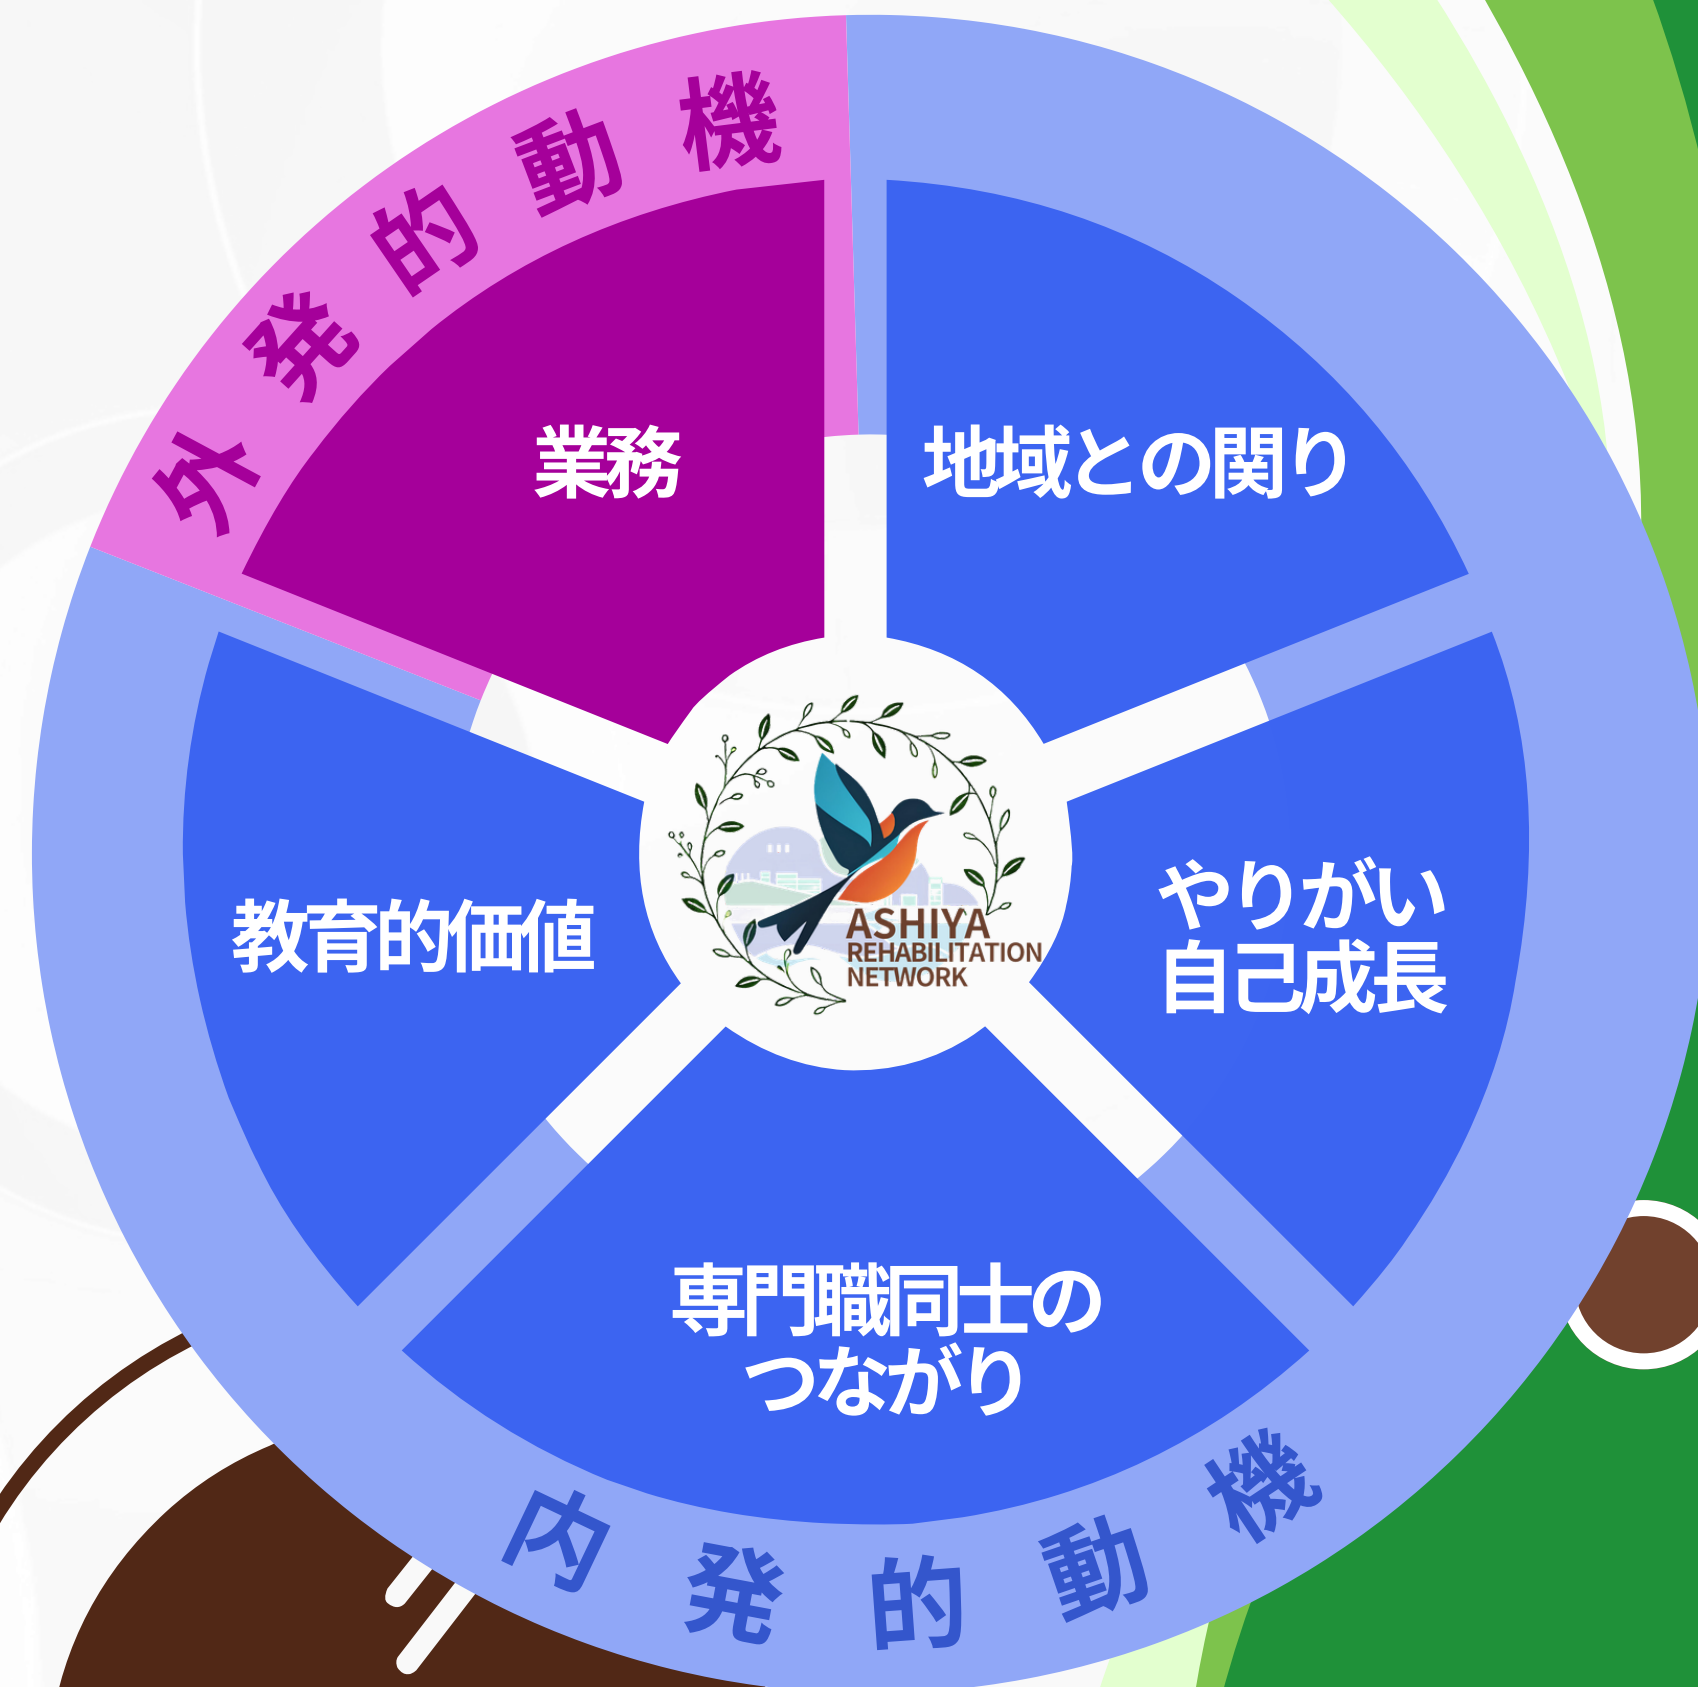 外発的動機
業務
地域との関り
教育的価値
やりがい
自己成長
専門職同士の
つながり
内発的動機
ASHIYA
REHABILITATION
NETWORK